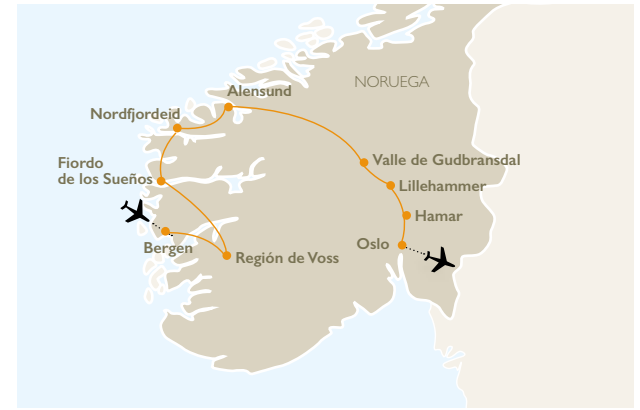 NORUEGA
Alensund
Nordfjordeid
Valle de Gudbransdal
Fiordo
de los Sueños
Lillehammer
Hamar
Bergen
Oslo
Región de Voss